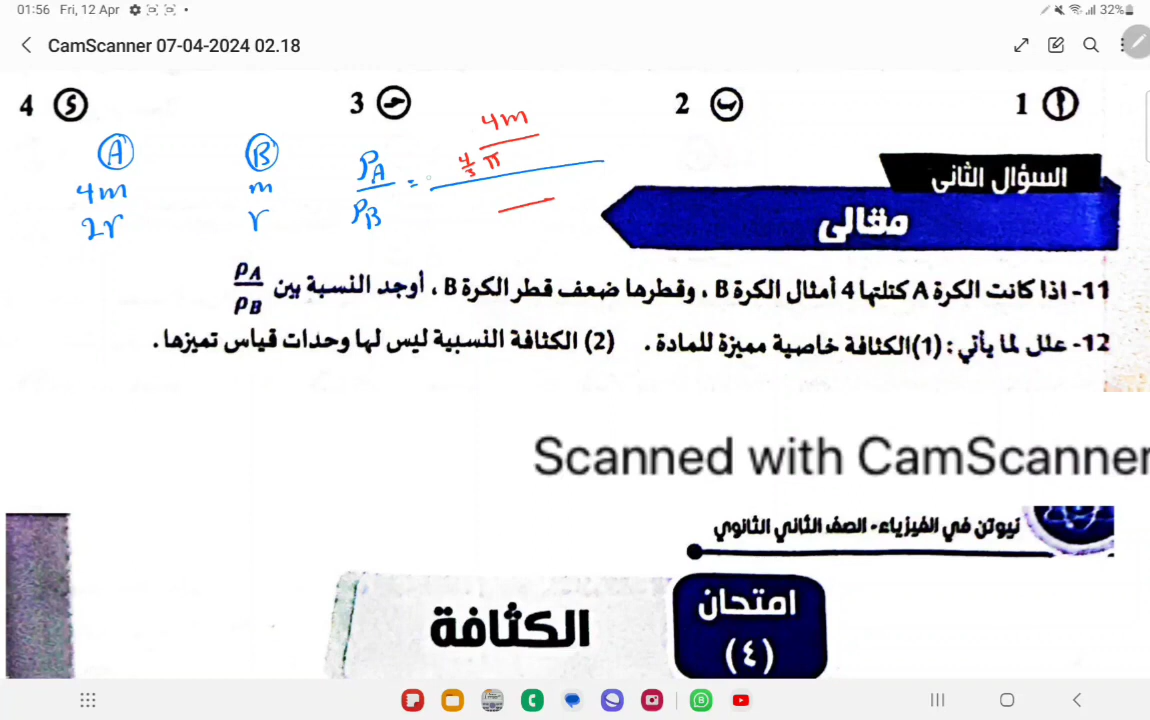 01:56 Fri, 12 Apr 32%
CamScanner 07-04-2024 02.18
1 أ 2 ب 3 ج 4 د
A B
4m m
2r r
ρA / ρB = 4m / 4/3 π
السؤال الثاني
مقالى
11- اذا كانت الكرة A كتلتها 4 أمثال الكرة B ، وقطرها ضعف قطر الكرة B ، أوجد النسبة بين ρA / ρB
12- علل لما يأتي : (1) الكثافة خاصية مميزة للمادة . (2) الكثافة النسبية ليس لها وحدات قياس تميزها .
Scanned with CamScanner
نيوتن في الفيزياء - الصف الثاني الثانوي
امتحان
(٤)
الكثافة